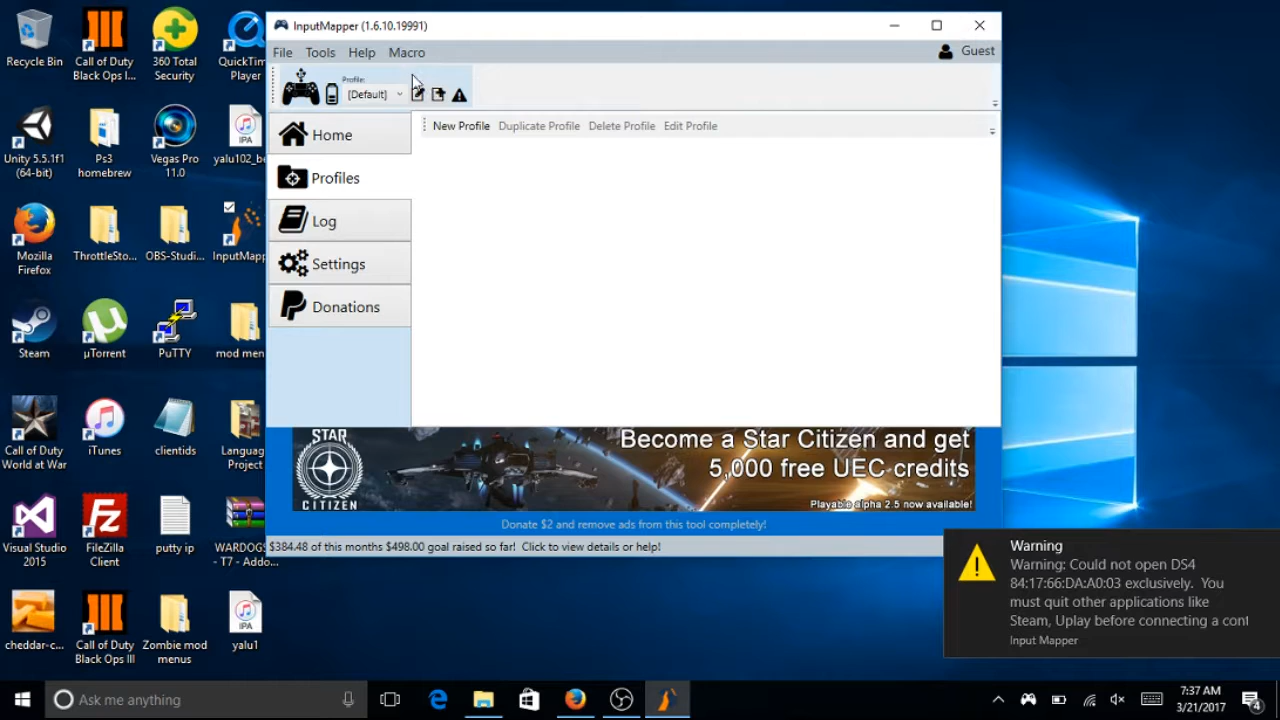 InputMapper (1.6.10.19991)
File Tools Help Macro
Guest
Profile:
[Default]
Home
Profiles
Log
Settings
Donations
New Profile Duplicate Profile Delete Profile Edit Profile
STAR
CITIZEN
Become a Star Citizen and get
5,000 free UEC credits
Playable alpha 2.5 now available!
Donate $2 and remove ads from this tool completely!
$384.48 of this months $498.00 goal raised so far! Click to view details or help!
Recycle Bin
Call of Duty
Black Ops I...
360 Total
Security
QuickTime
Player
Unity 5.5.1f1
(64-bit)
Ps3
homebrew
Vegas Pro
11.0
IPA
yalu102_be
Mozilla
Firefox
ThrottleSto...
OBS-Studi...
InputMapp
Steam
µTorrent
PuTTY
mod men
Call of Duty
World at War
iTunes
clientids
Languag
Project
Visual Studio
2015
FileZilla
Client
putty ip
WARDOGS
- T7 - Addo...
cheddar-c...
Call of Duty
Black Ops III
Zombie mod
menus
IPA
yalu1
Warning
Warning: Could not open DS4
84:17:66:DA:A0:03 exclusively. You
must quit other applications like
Steam, Uplay before connecting a cont
Input Mapper
Ask me anything
7:37 AM
3/21/2017
4